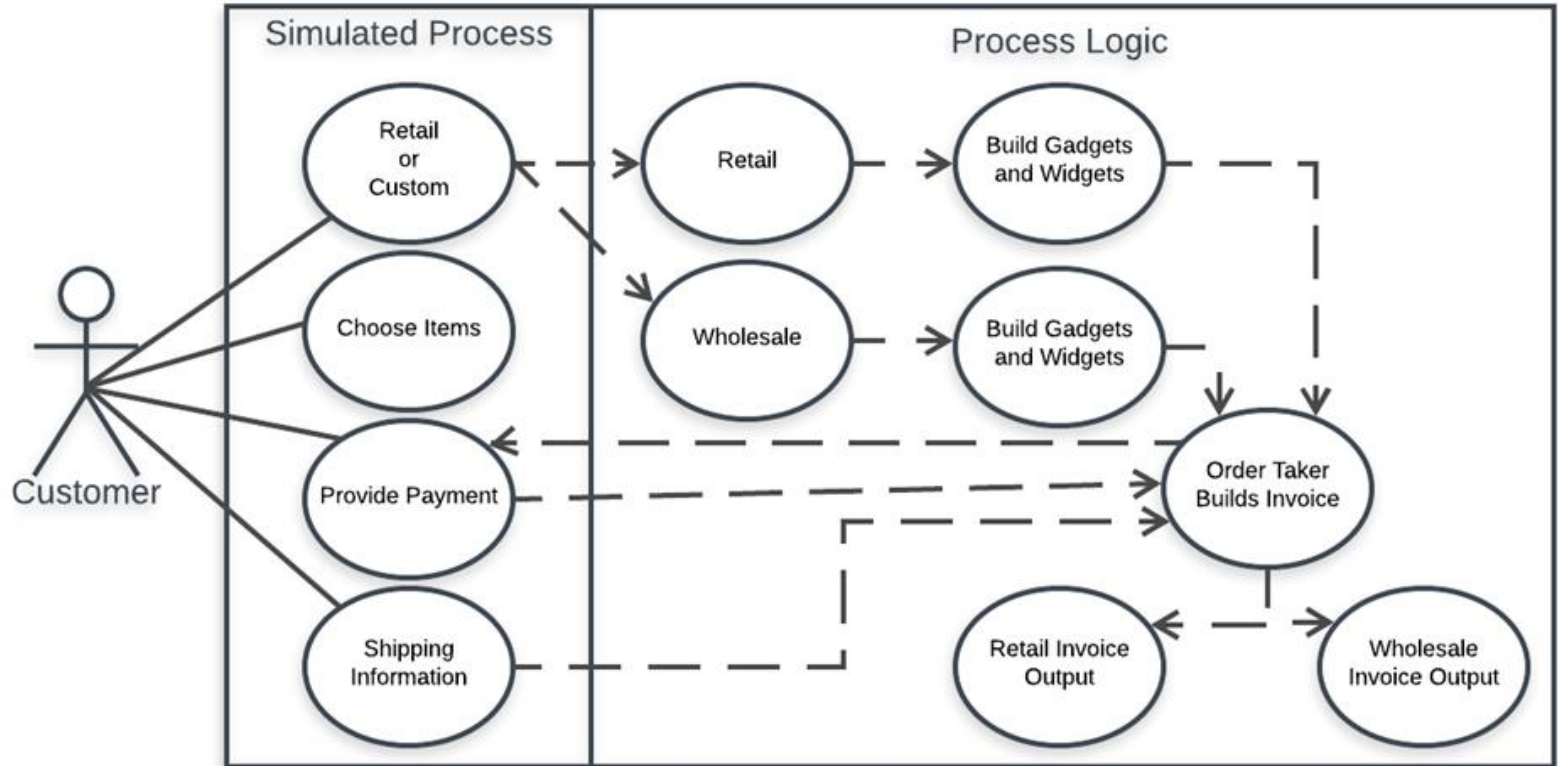 Simulated Process
Process Logic
Retail
or
Custom
Retail
Build Gadgets
and Widgets
Choose Items
Wholesale
Build Gadgets
and Widgets
Customer
Provide Payment
Order Taker
Builds Invoice
Shipping
Information
Retail Invoice
Output
Wholesale
Invoice Output